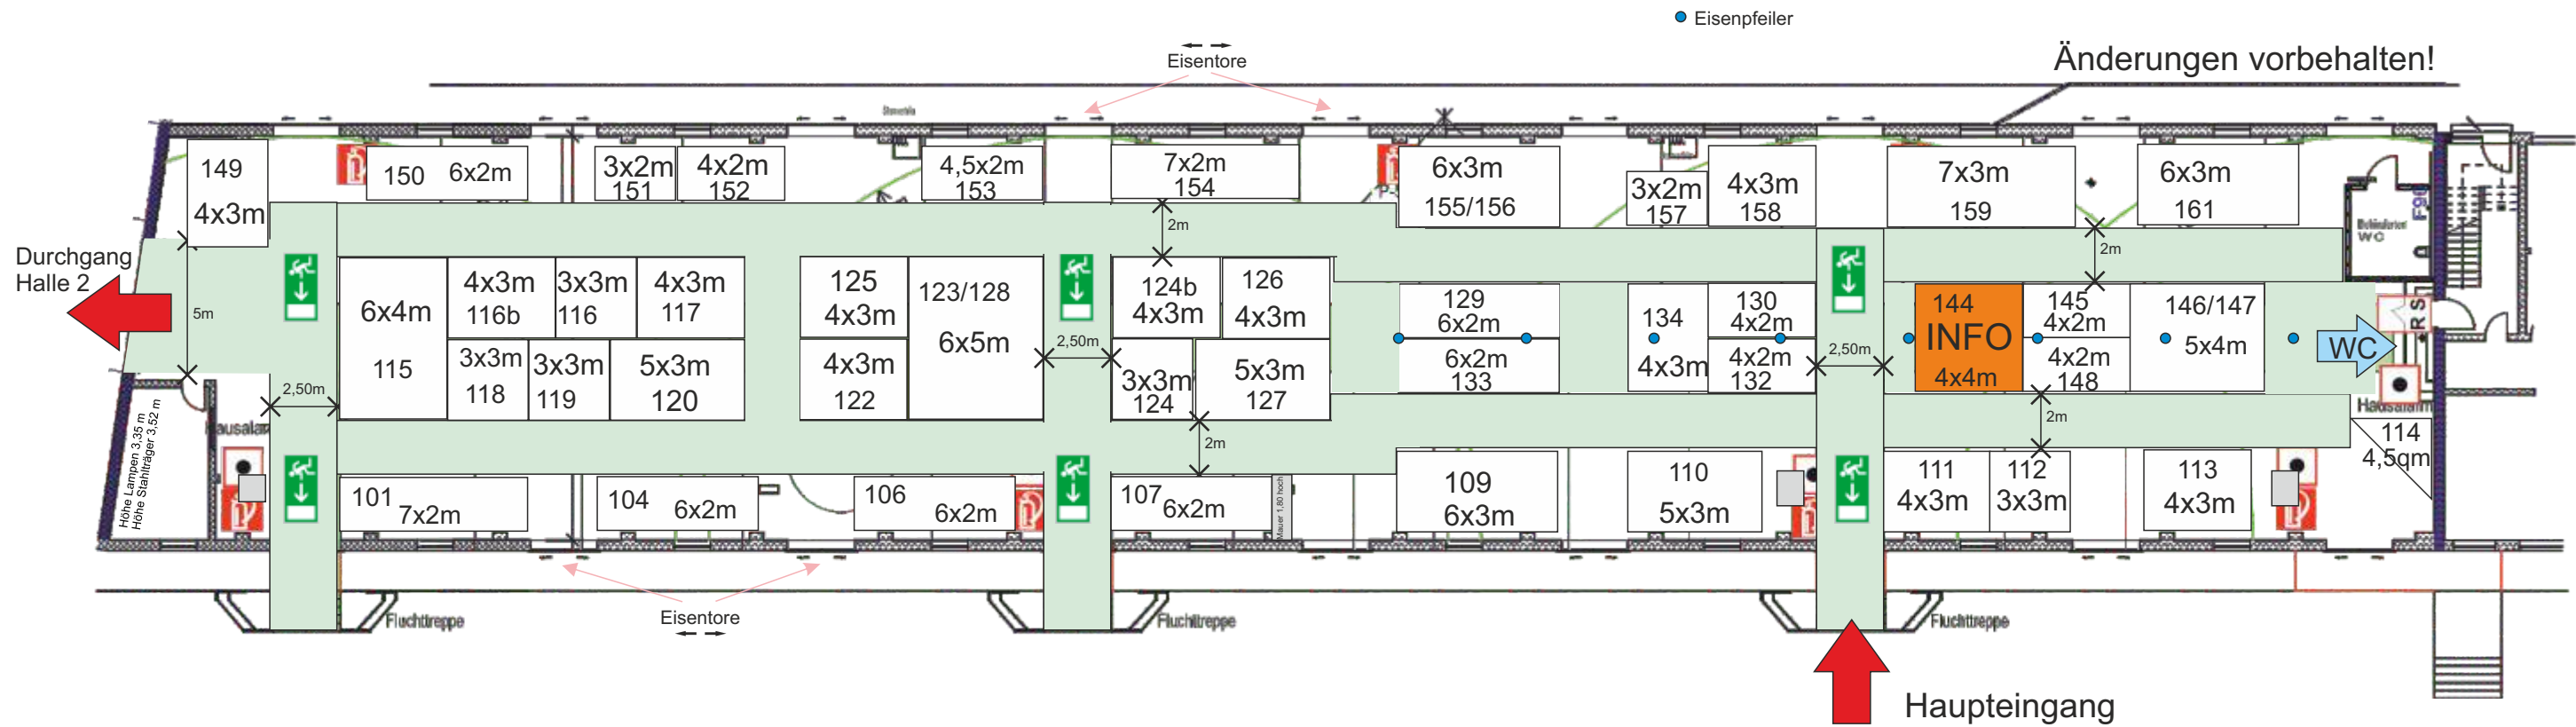 Eisenpfeiler
Änderungen vorbehalten!
Eisentore
149
4x3m
150 6x2m
3x2m
151
4x2m
152
4,5x2m
153
7x2m
154
6x3m
155/156
3x2m
157
4x3m
158
7x3m
159
6x3m
161
WC
2m
2m
Durchgang
Halle 2
5m
6x4m
115
4x3m
116b
3x3m
116
4x3m
117
3x3m
118
3x3m
119
5x3m
120
125
4x3m
4x3m
122
123/128
6x5m
2,50m
124b
4x3m
126
4x3m
3x3m
124
5x3m
127
129
6x2m
6x2m
133
134
4x3m
130
4x2m
4x2m
132
2,50m
144
INFO
4x4m
145
4x2m
4x2m
148
146/147
5x4m
WC
2,50m
2m
2m
Höhe Lampen 3,35 m
Höhe Stahlträger 3,52 m
101
7x2m
104 6x2m
106
6x2m
107
6x2m
Mauer 1,80 hoch
109
6x3m
110
5x3m
111
4x3m
112
3x3m
113
4x3m
114
4,5qm
Fluchttreppe
Fluchttreppe
Fluchttreppe
Eisentore
Haupteingang